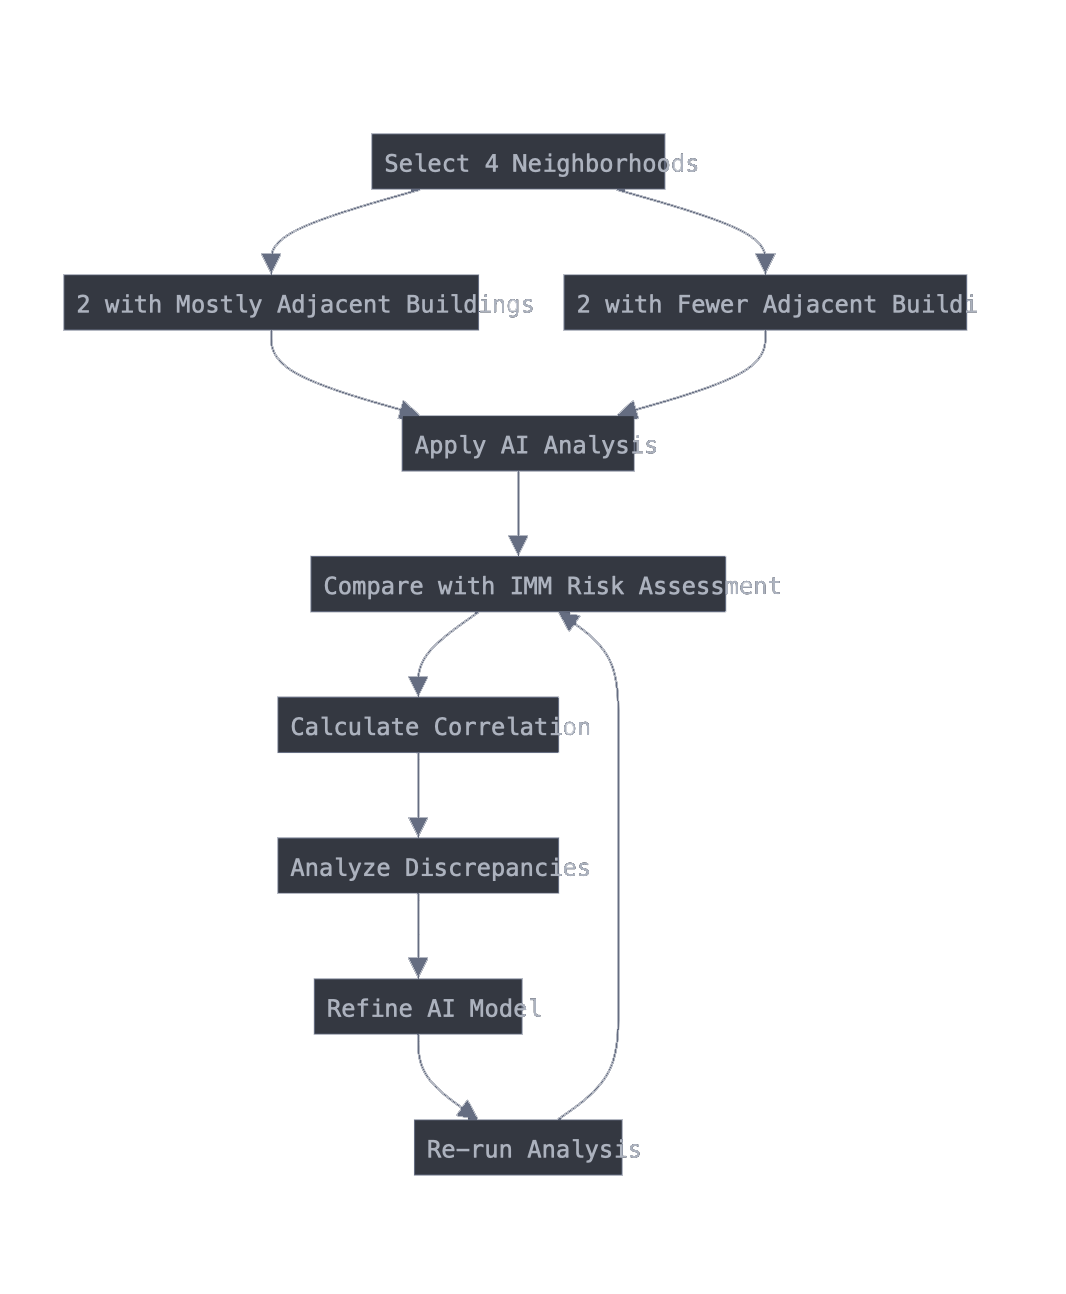 Select 4 Neighborhoods
2 with Mostly Adjacent Buildings
2 with Fewer Adjacent Buildi
Apply AI Analysis
Compare with IMM Risk Assessment
Calculate Correlation
Analyze Discrepancies
Refine AI Model
Re-run Analysis